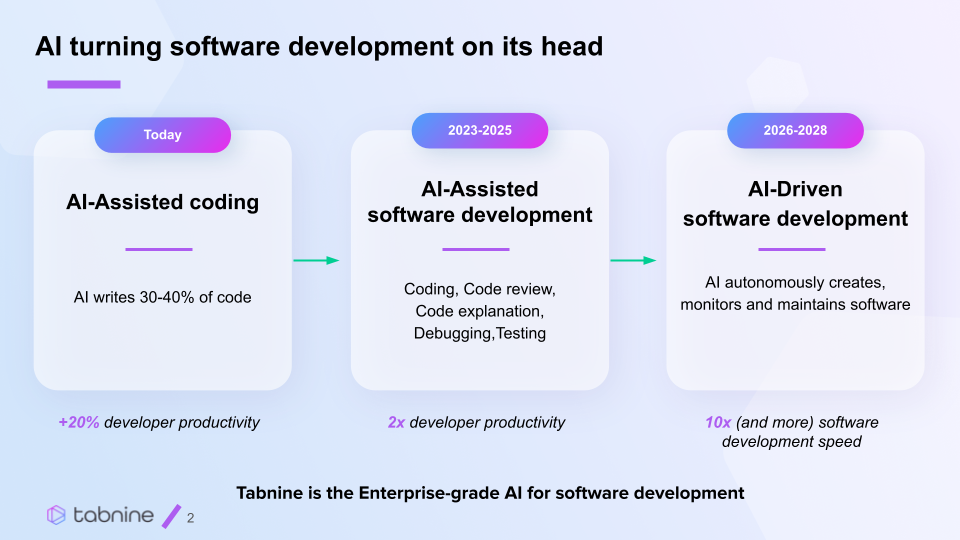 AI turning software development on its head
Today
AI-Assisted coding
AI writes 30-40% of code
+20% developer productivity
2023-2025
AI-Assisted
software development
Coding, Code review,
Code explanation,
Debugging,Testing
2x developer productivity
2026-2028
AI-Driven
software development
AI autonomously creates,
monitors and maintains software
10x (and more) software
development speed
Tabnine is the Enterprise-grade AI for software development
tabnine
2